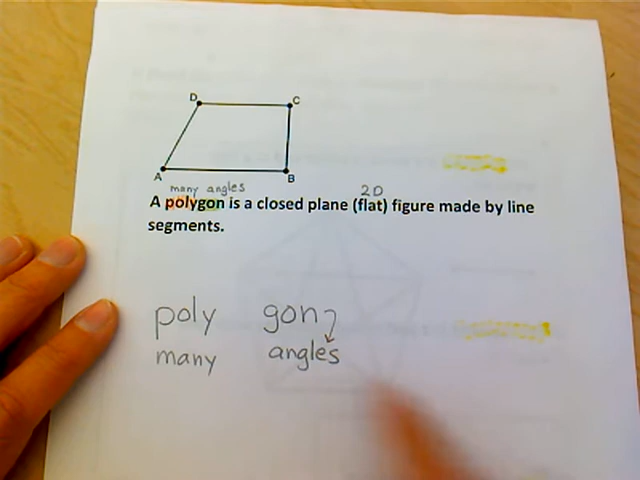 D C
A B
many angles 2D
A polygon is a closed plane (flat) figure made by line
segments.
poly gon
many angles